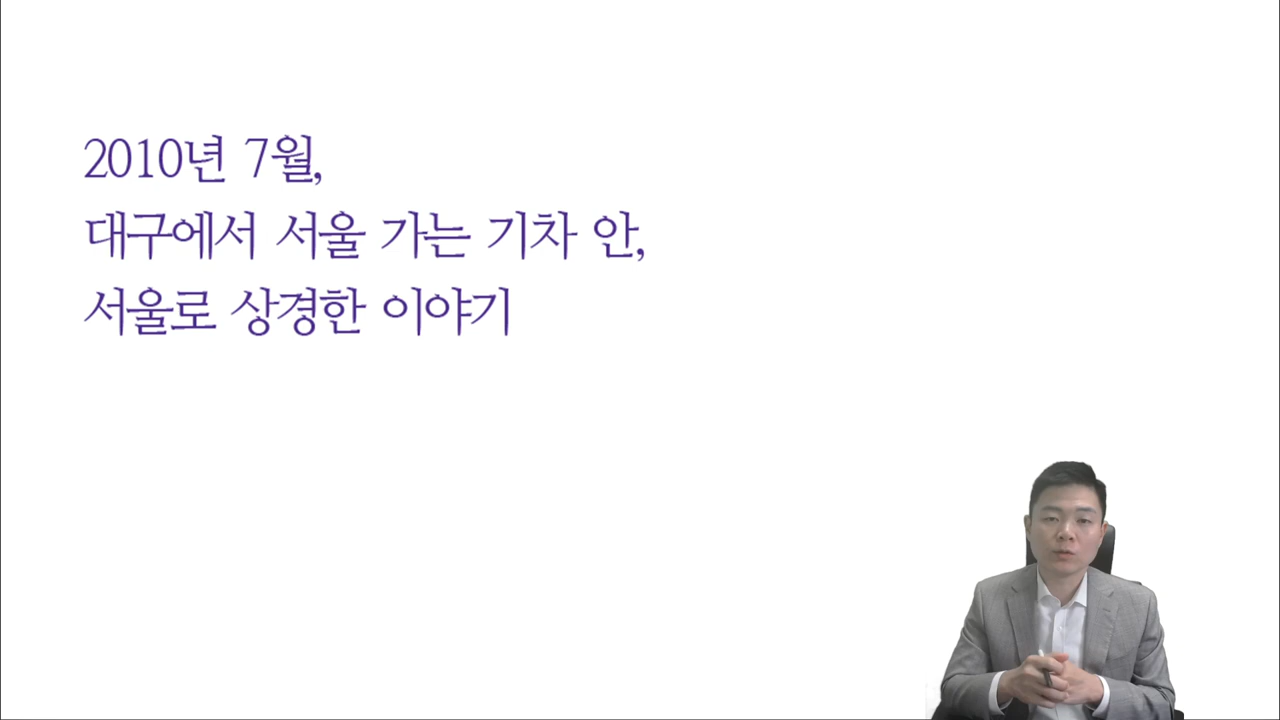 2010년 7월,
대구에서 서울 가는 기차 안,
서울로 상경한 이야기